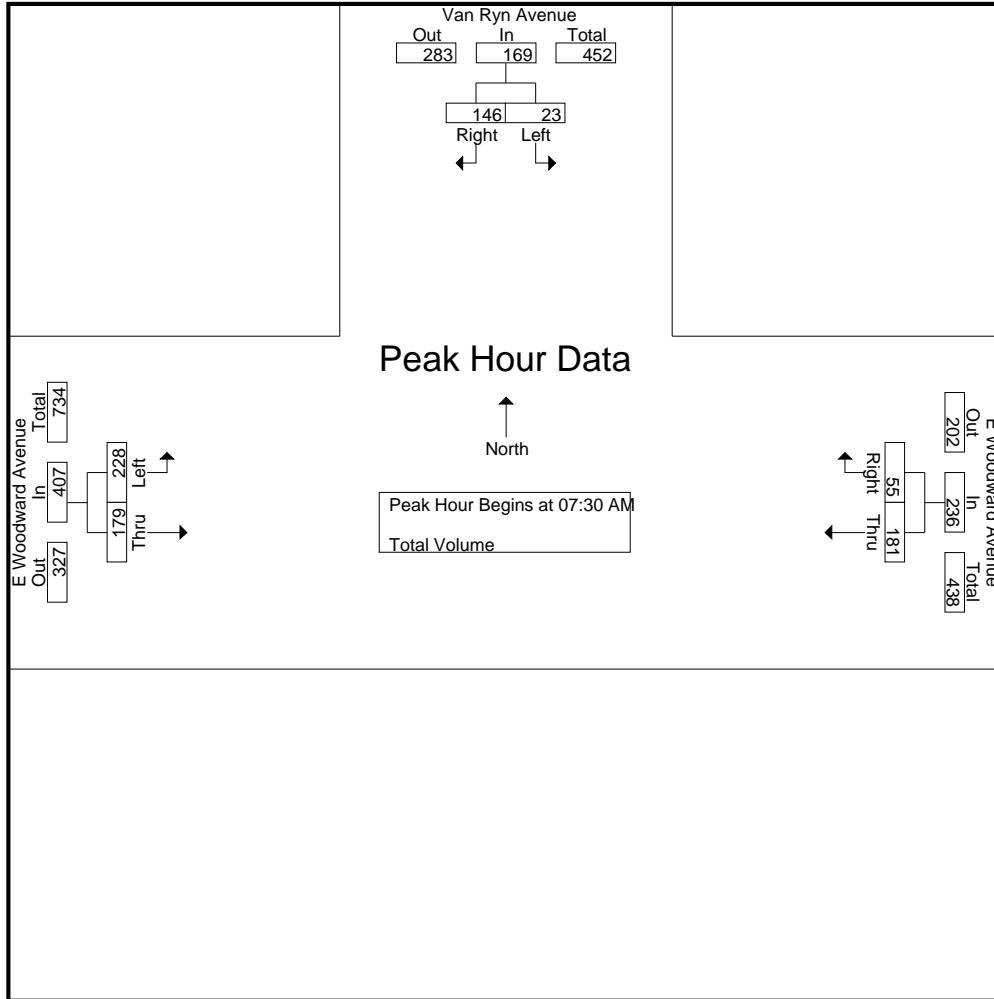 Van Ryn Avenue
Out In Total
283 169 452
146 23
Right Left
Peak Hour Data
North
Peak Hour Begins at 07:30 AM
Total Volume
E Woodward Avenue
Out In Total
327 407 734
Left Thru
228 179
E Woodward Avenue
Out In Total
202 236 438
Right Thru
55 181